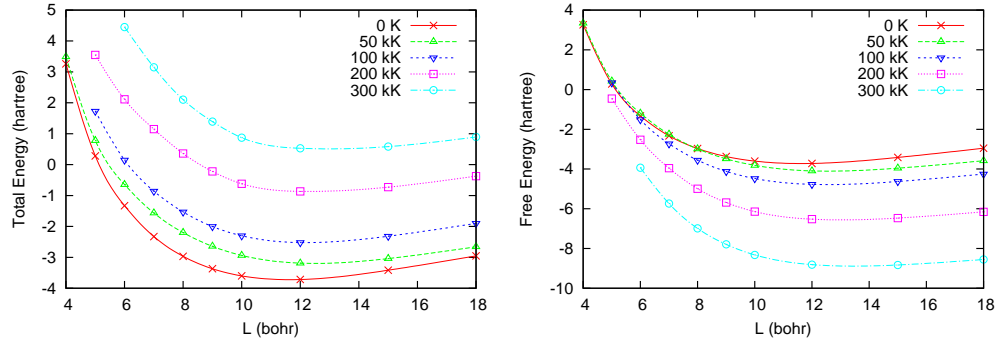 Total Energy (hartree)
5
4
3
2
1
0
-1
-2
-3
-4
4 6 8 10 12 14 16 18
L (bohr)
0 K
50 kK
100 kK
200 kK
300 kK
Free Energy (hartree)
4
2
0
-2
-4
-6
-8
-10
4 6 8 10 12 14 16 18
L (bohr)
0 K
50 kK
100 kK
200 kK
300 kK